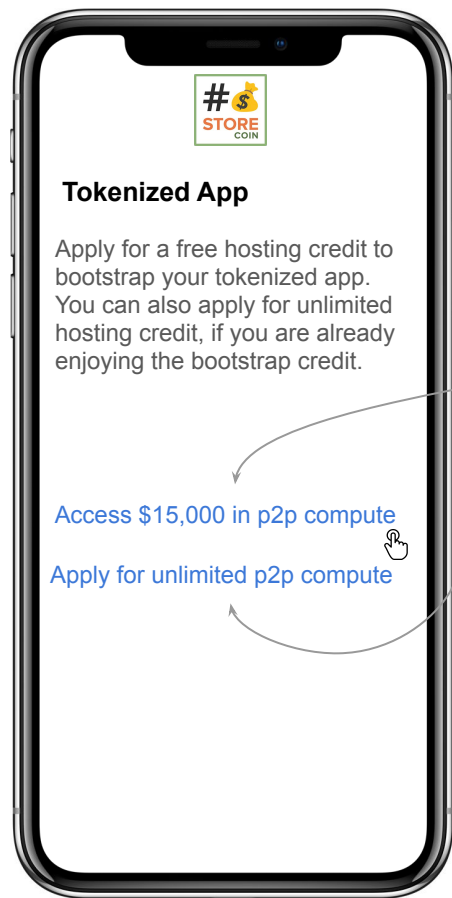 #$
STORE
COIN
Tokenized App
Apply for a free hosting credit to
bootstrap your tokenized app.
You can also apply for unlimited
hosting credit, if you are already
enjoying the bootstrap credit.
Access $15,000 in p2p compute
Apply for unlimited p2p compute